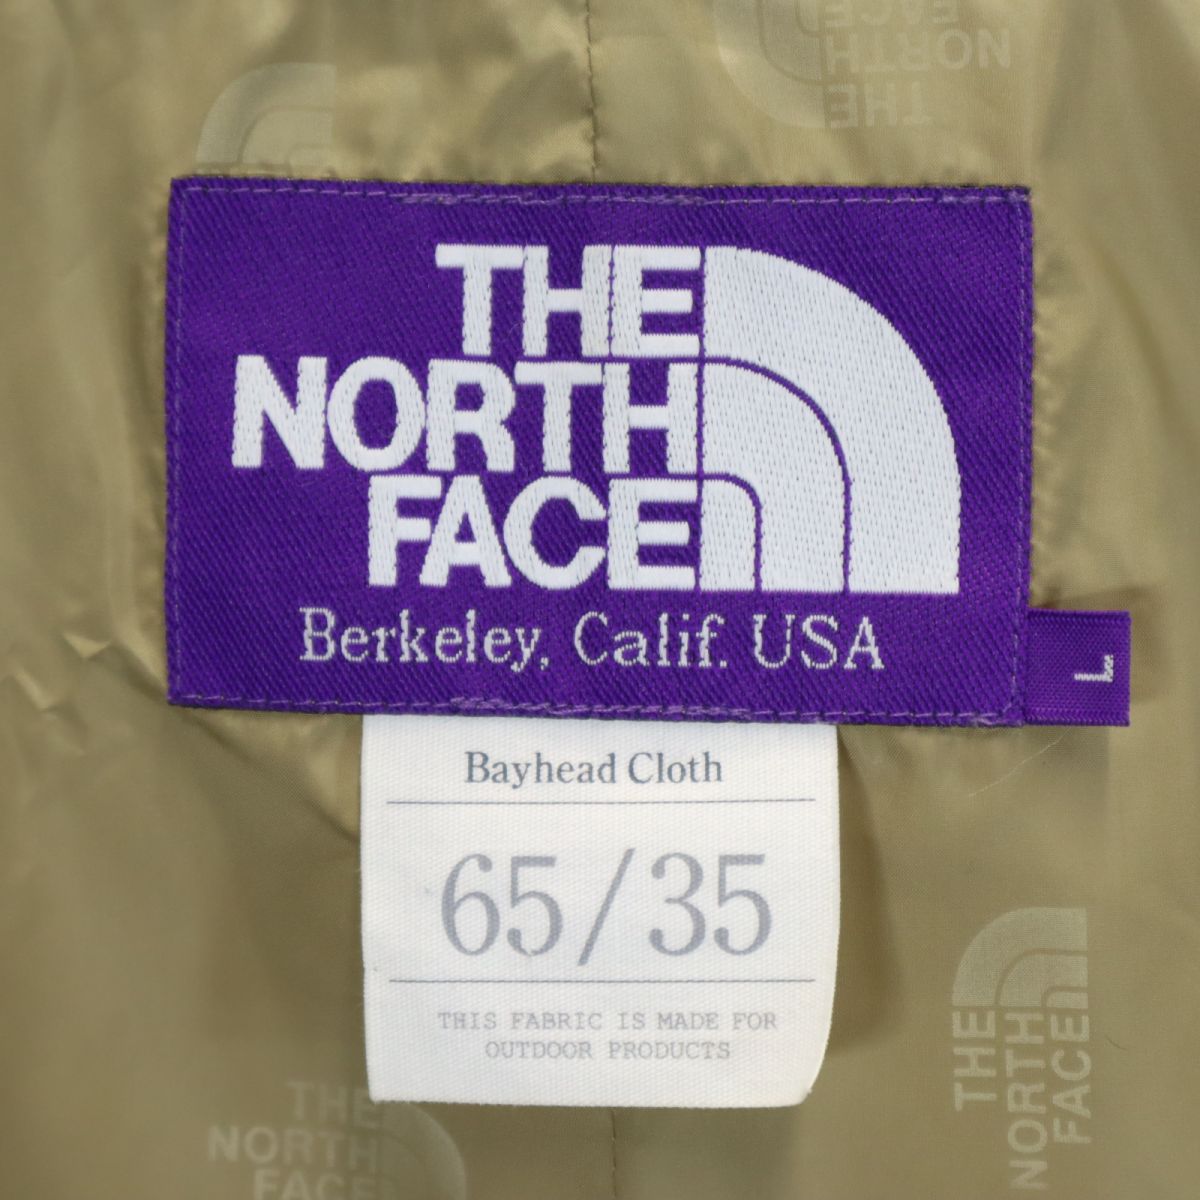 FACE
NORTH
THE
THE
NORTH
FACE
Berkeley, Calif. USA
L
Bayhead Cloth
65/35
THIS FABRIC IS MADE FOR
OUTDOOR PRODUCTS
THE
NORTH
FACE
THE
NORTH
FACE